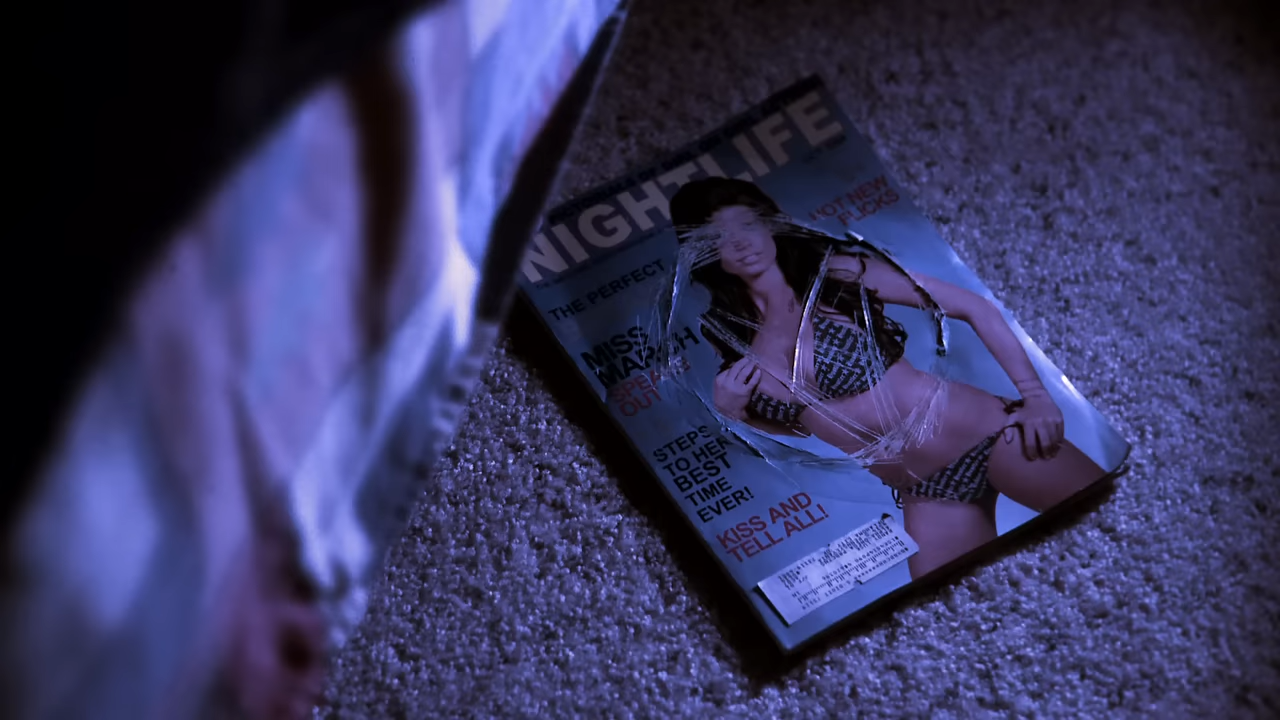 NIGHTLIFE
HOT NEW
FLICKS
THE PERFECT
MISS
MARCH
SPEAKS
OUT
STEPS
TO HER
BEST
TIME
EVER!
KISS AND
TELL ALL!